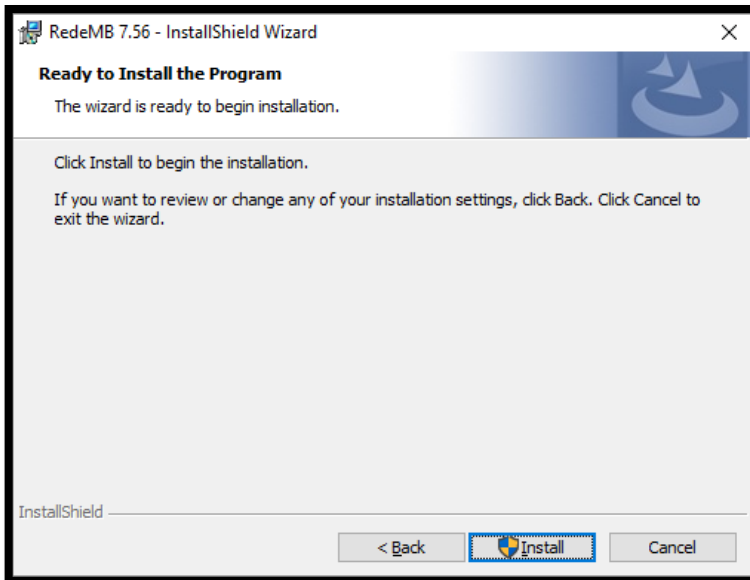 RedeMB 7.56 - InstallShield Wizard
Ready to Install the Program
The wizard is ready to begin installation.
Click Install to begin the installation.
If you want to review or change any of your installation settings, click Back. Click Cancel to
exit the wizard.
InstallShield
< Back
Install
Cancel